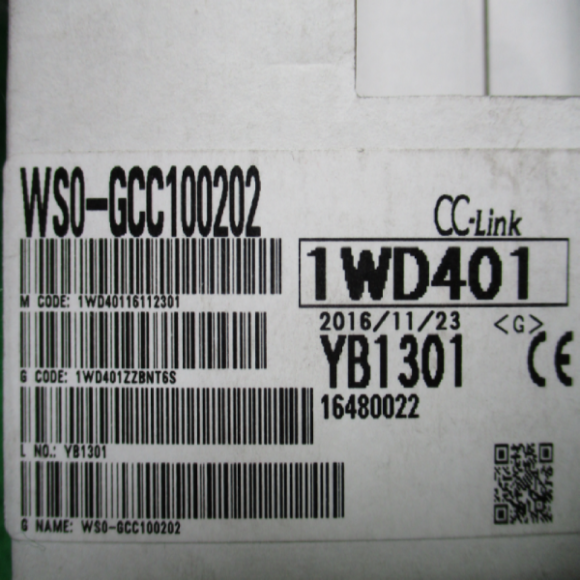 WS0-GCC100202
CC-Link
M CODE: 1WD40116112301
1WD401
2016/11/23 <G>
G CODE: 1WD401ZZBNT6S
YB1301 CE
16480022
L NO.: YB1301
G NAME: WS0-GCC100202